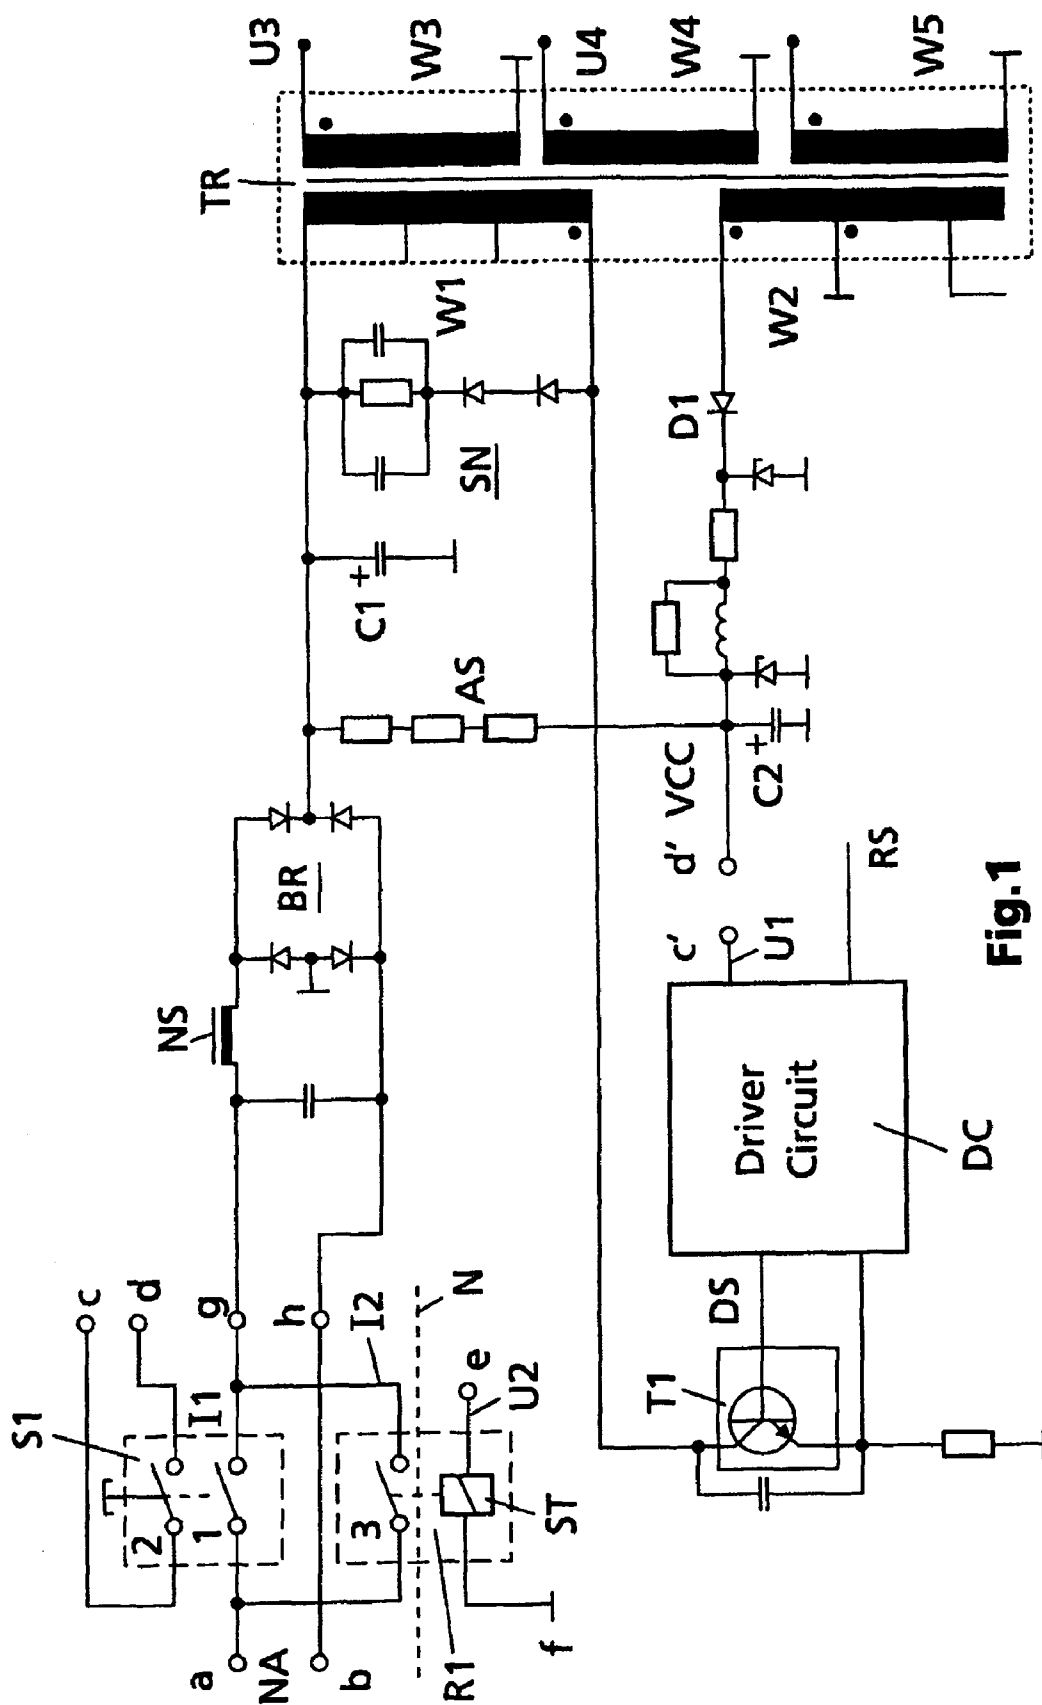 S1
c
d
2
1
I1
g
a
NA
b
h
I2
3
N
e
U2
R1
f
ST
NS
BR
AS
C1
+
SN
W1
TR
U3
W3
U4
W4
W5
W2
D1
VCC
C2
+
d'
c'
U1
RS
Driver
Circuit
DC
DS
T1
Fig.1